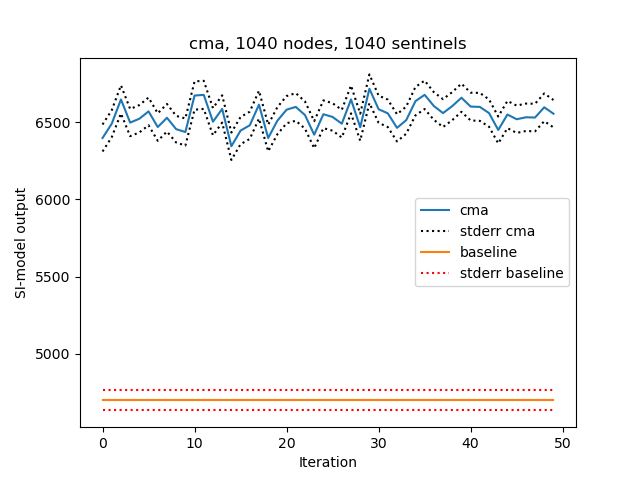 cma, 1040 nodes, 1040 sentinels
SI-model output
6500
6000
5500
5000
cma
stderr cma
baseline
stderr baseline
0 10 20 30 40 50
Iteration